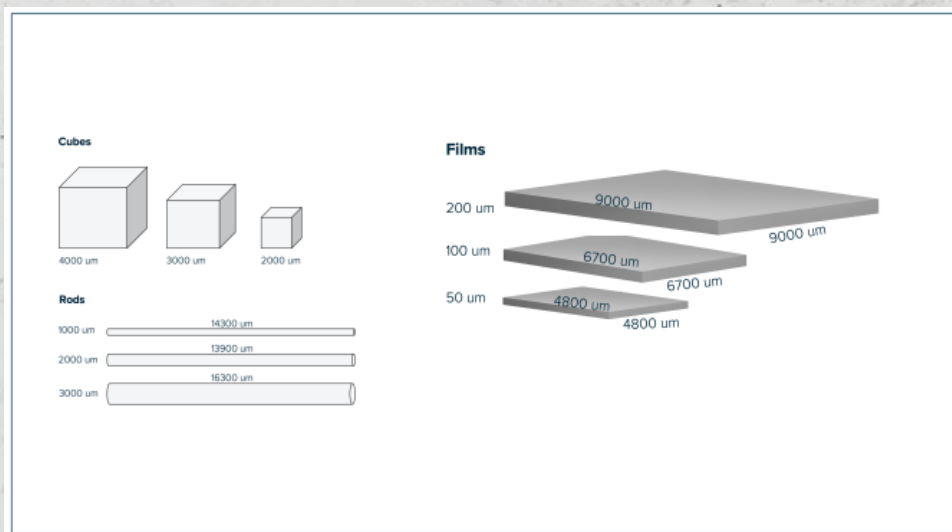 Cubes
4000 um
3000 um
2000 um
Rods
1000 um
14300 um
2000 um
13900 um
3000 um
16300 um
Films
200 um
9000 um
9000 um
100 um
6700 um
6700 um
50 um
4800 um
4800 um